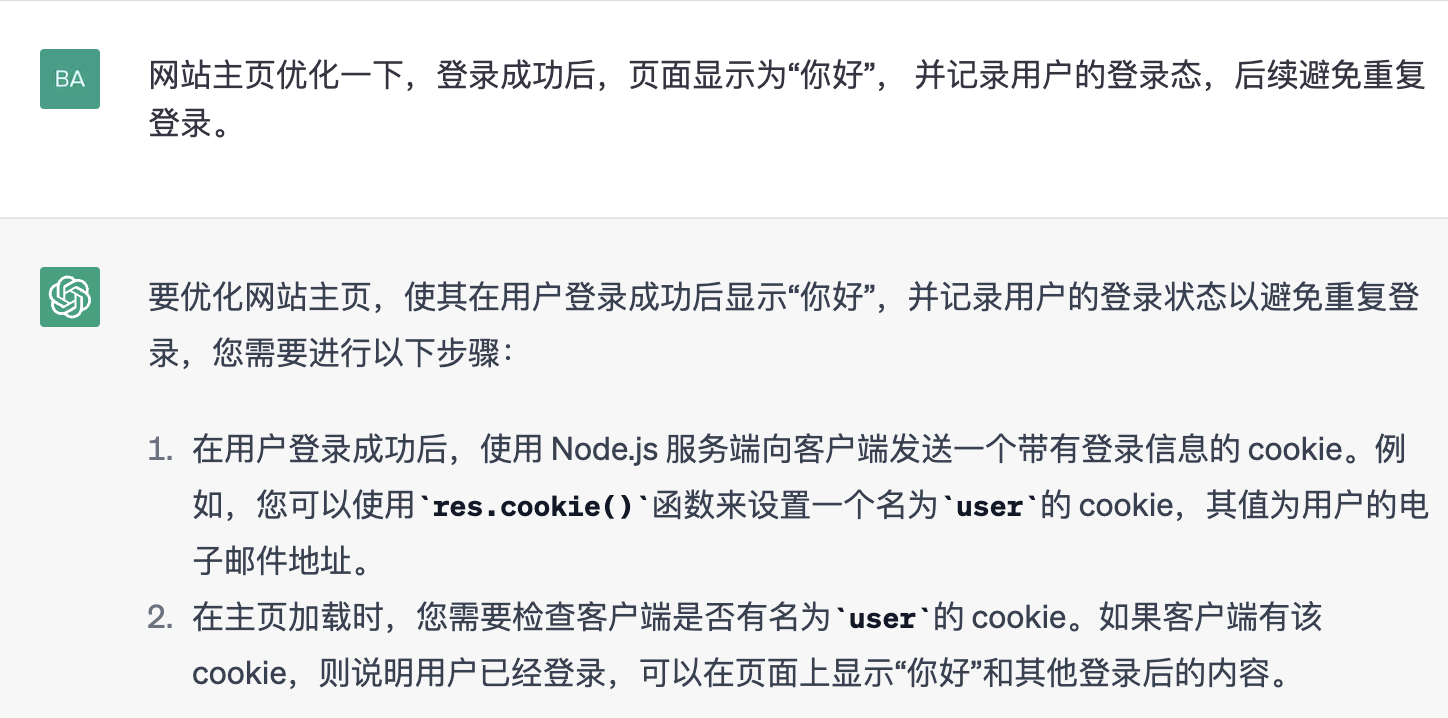 BA
网站主页优化一下，登录成功后，页面显示为“你好”， 并记录用户的登录态，后续避免重复
登录。
要优化网站主页，使其在用户登录成功后显示“你好”，并记录用户的登录状态以避免重复登
录，您需要进行以下步骤：
1. 在用户登录成功后，使用 Node.js 服务端向客户端发送一个带有登录信息的 cookie。例
如，您可以使用`res.cookie()`函数来设置一个名为`user`的 cookie，其值为用户的电
子邮件地址。
2. 在主页加载时，您需要检查客户端是否有名为`user`的 cookie。如果客户端有该
cookie，则说明用户已经登录，可以在页面上显示“你好”和其他登录后的内容。